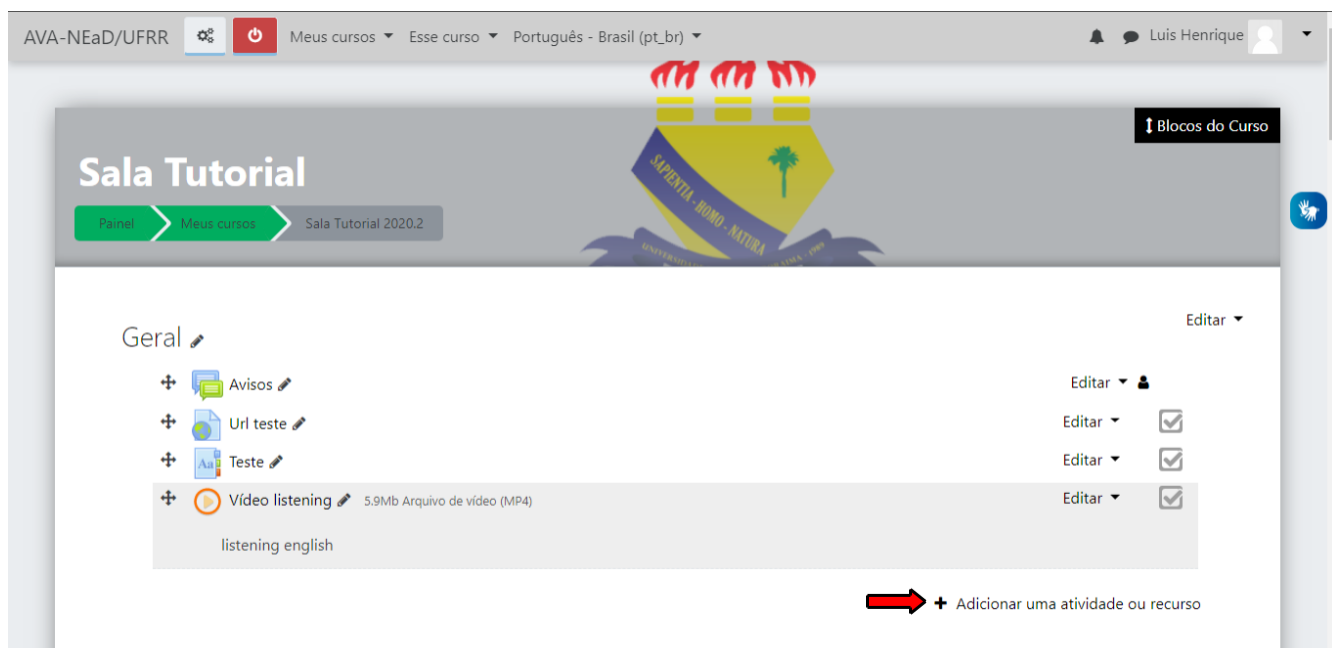 AVA-NEaD/UFRR Meus cursos Esse curso Português - Brasil (pt_br) Luis Henrique
Blocos do Curso
Sala Tutorial
Painel Meus cursos Sala Tutorial 2020.2
SAPIENTIA - HOMO - NATURA
Editar
Geral
Avisos Editar
Url teste Editar
Aa Teste Editar
Vídeo listening 5.9Mb Arquivo de vídeo (MP4) Editar
listening english
+ Adicionar uma atividade ou recurso